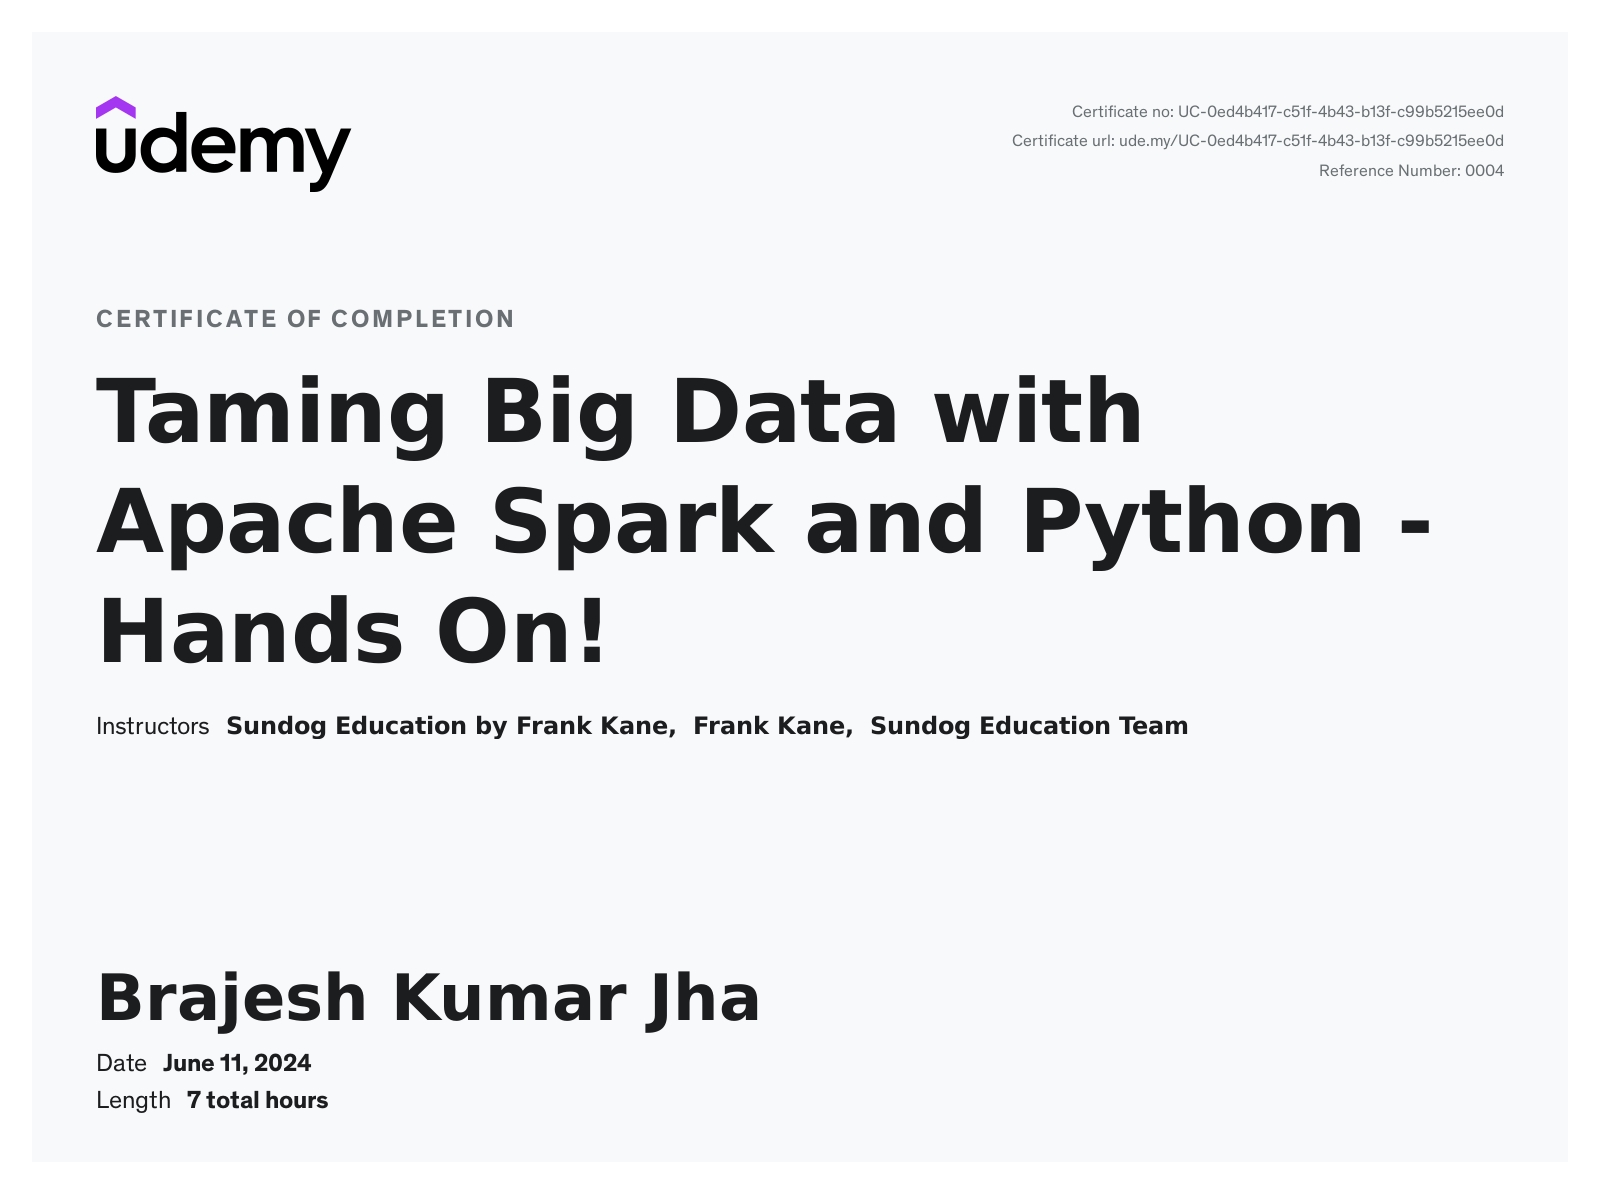 udemy
Certificate no: UC-0ed4b417-c51f-4b43-b13f-c99b5215ee0d
Certificate url: ude.my/UC-0ed4b417-c51f-4b43-b13f-c99b5215ee0d
Reference Number: 0004
CERTIFICATE OF COMPLETION
Taming Big Data with
Apache Spark and Python -
Hands On!
Instructors Sundog Education by Frank Kane, Frank Kane, Sundog Education Team
Brajesh Kumar Jha
Date June 11, 2024
Length 7 total hours